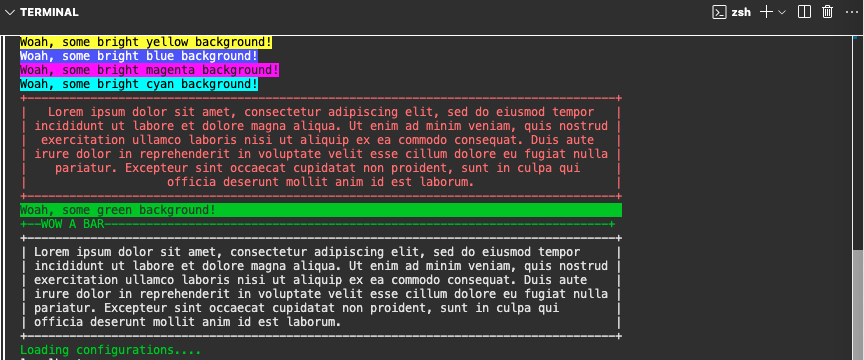 TERMINAL
zsh
Woah, some bright yellow background!
Woah, some bright blue background!
Woah, some bright magenta background!
Woah, some bright cyan background!
Lorem ipsum dolor sit amet, consectetur adipiscing elit, sed do eiusmod tempor
incididunt ut labore et dolore magna aliqua. Ut enim ad minim veniam, quis nostrud
exercitation ullamco laboris nisi ut aliquip ex ea commodo consequat. Duis aute
irure dolor in reprehenderit in voluptate velit esse cillum dolore eu fugiat nulla
pariatur. Excepteur sint occaecat cupidatat non proident, sunt in culpa qui
officia deserunt mollit anim id est laborum.
Woah, some green background!
WOW A BAR
Lorem ipsum dolor sit amet, consectetur adipiscing elit, sed do eiusmod tempor
incididunt ut labore et dolore magna aliqua. Ut enim ad minim veniam, quis nostrud
exercitation ullamco laboris nisi ut aliquip ex ea commodo consequat. Duis aute
irure dolor in reprehenderit in voluptate velit esse cillum dolore eu fugiat nulla
pariatur. Excepteur sint occaecat cupidatat non proident, sunt in culpa qui
officia deserunt mollit anim id est laborum.
Loading configurations....